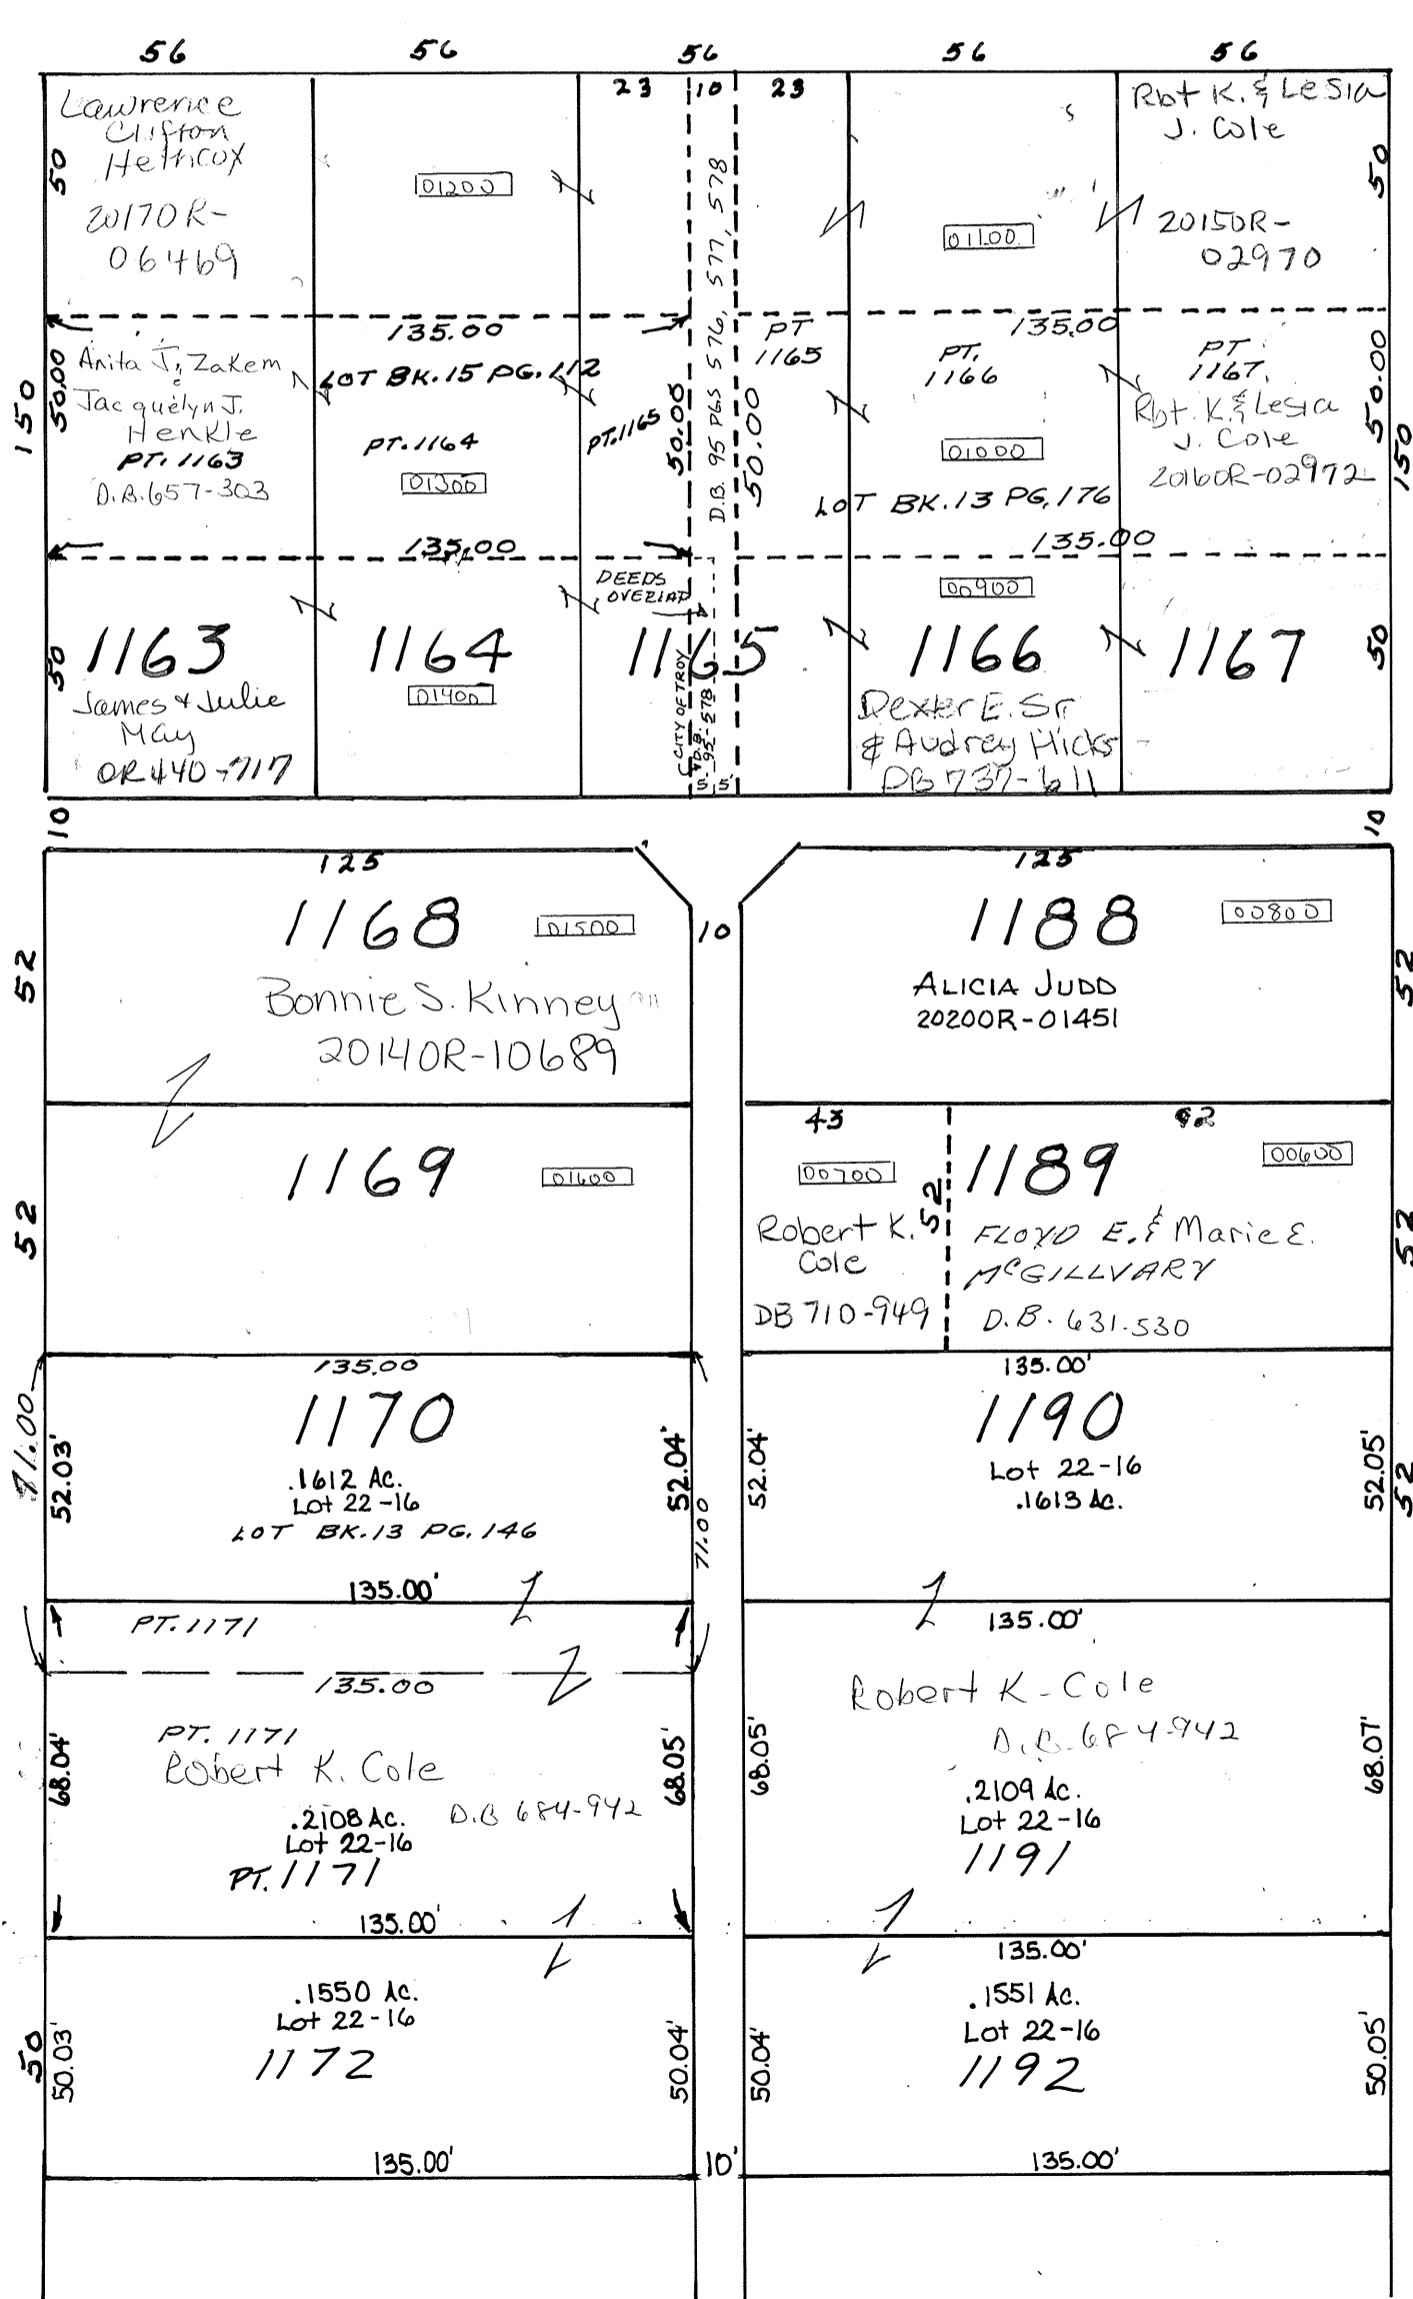 56 56 56 56 56
23 10 23
Lawrence
Clifton
Hethcox
20170R-
06469
50
01200
01100
Rbt K. & Lesia
J. Cole
20150R-
02970
50
135.00
135.00
Anita J. Zakem
&
Jacquelyn J.
Henkle
PT. 1163
D.B. 657-303
150
50.00
LOT BK. 15 PG. 112
PT. 1164
01300
PT. 1165
50.00
D.B. 95 PGS 576, 577, 578
50.00
PT
1165
PT.
1166
01000
LOT BK. 13 PG. 176
PT
1167.
Rbt. K. & Lesia
J. Cole
20160R-02972
50.00
150
135.00
135.00
DEEDS
OVERLAP
00900
50
1163 1164 1165 1166 1167
50
James & Julie
May
OR 440-717
01400
CITY OF TROY
D.B.
95-578
5' 5'
Dexter E. Sr
& Audrey Hicks
DB 737-611
10 10
125
1168
01500
Bonnie S. Kinney
20140R-10689
52
10
125
1188
00800
ALICIA JUDD
20200R-01451
52
1169
01600
52
43
00700
Robert K.
Cole
DB 710-949
52
1189
00600
FLOYD E. & Marie E.
McGILLVARY
D.B. 631-530
52
135.00
1170
.1612 Ac.
Lot 22-16
LOT BK. 13 PG. 146
71.00
52.03'
52.04'
71.00
135.00'
135.00'
1190
Lot 22-16
.1613 Ac.
52.04'
52.05'
52
135.00'
PT. 1171
135.00
PT. 1171
Robert K. Cole
.2108 Ac.
D.B 684-942
Lot 22-16
PT. 1171
68.04'
68.05'
135.00'
Robert K. Cole
D.B. 684-942
.2109 Ac.
Lot 22-16
1191
68.05'
68.07'
135.00'
.1550 Ac.
Lot 22-16
1172
50
50.03'
50.04'
135.00'
10'
.1551 Ac.
Lot 22-16
1192
50.04'
50.05'
135.00'